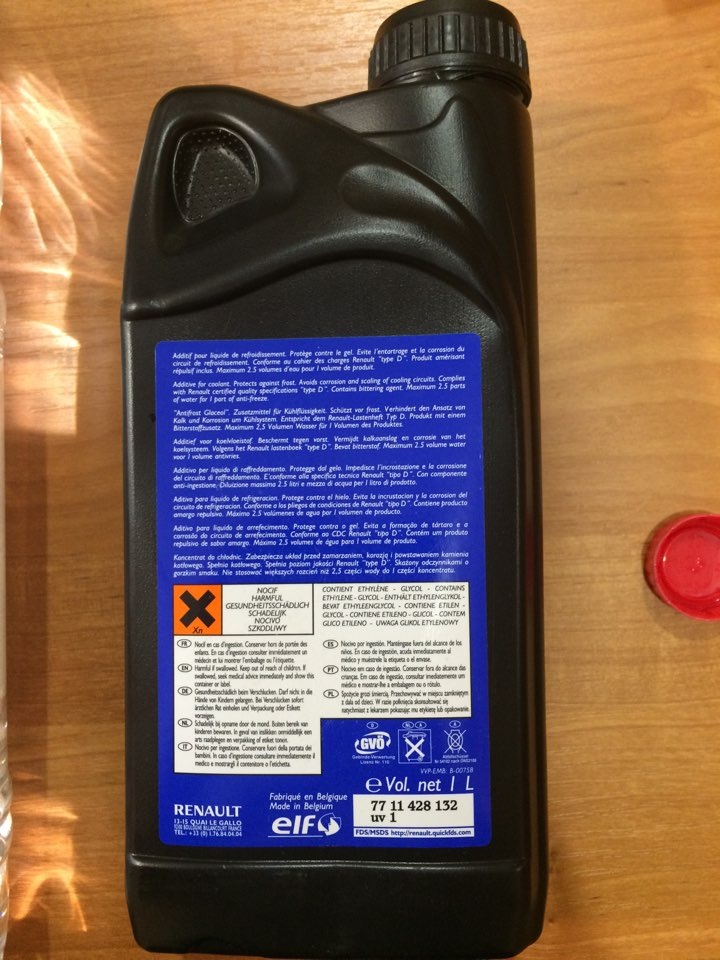 Additif pour liquide de refroidissement. Protège contre le gel. Evite l'entartrage et la corrosion du
circuit de refroidissement. Conforme au cahier des charges Renault "type D". Produit amérisant
répulsif inclus. Maximum 2.5 volumes d'eau pour 1 volume de produit.
Additive for coolant. Protects against frost. Avoids corrosion and scaling of cooling circuits. Complies
with Renault certified quality specifications "type D". Contains bittering agent. Maximum 2.5 parts
of water for 1 part of anti-freeze.
"Antifrost Glaceol". Zusatzmittel für Kühlflüssigkeit. Schützt vor frost. Verhindert den Ansatz von
Kalk und Korrosion um Kühlsystem. Entspricht dem Renault-Lastenheft Typ D. Produkt mit einem
Bitterstoffzusatz. Maximum 2,5 Volumen Wasser für 1 Volumen des Produktes.
Additief voor koelvloeistof. Beschermt tegen vorst. Vermijdt kalkaanslag en corrosie van het
koelsysteem. Volgens het Renault lastenboek "type D". Bevat bitterstof. Maximum 2.5 volume water
voor 1 volume antivries.
Additivo per liquido di raffreddamento. Protegge dal gelo. Impedisce l'incrostazione e la corrosione
del circuito di raffreddamento. E'conforme alla specifica tecnica Renault "tipo D". Con componente
anti-ingestione. Diluizione massima 2.5 litri e mezzo di acqua per 1 litro di prodotto.
Aditivo para liquido de refrigeracion. Protege contra el hielo. Evita la incrustacion y la corrosion del
circuito de refrigeracion. Conforme a los pliegos de condiciones de Renault "tipo D". Contiene producto
amargo repulsivo. Máximo 2.5 volúmenes de agua por 1 volumen de producto.
Aditivo para liquido de arrefecimento. Protege contra o gelo. Evita a formação de tártaro e a
corrosão do circuito de arrefecimento. Conforme ao CDC Renault "tipo D". Contém um produto
repulsivo de sabor amargo. Máximo 2.5 volumes de água para 1 volume de produto.
Koncentrat do chłodnic. Zabezpiecza układ przed zamarzaniem, korozją i powstawaniem kamienia
kotłowego. Spełnia kotłowego. Spełnia poziom jakości Renault "type D". Skażony odczynnikami o
gorzkim smaku. Nie stosować większych rozcień niż 2,5 części wody do 1 części koncentratu.
Xn
NOCIF
HARMFUL
GESUNDHEITSSCHÄDLICH
SCHADELIJK
NOCIVO
SZKODLIWY
CONTIENT ETHYLÈNE - GLYCOL - CONTAINS
ETHYLENE - GLYCOL - ENTHÄLT ETHYLENGLYKOL -
BEVAT ETHYLEENGLYCOL - CONTIENE ETILEN -
GLYCOL - CONTIENE ETILENO - GLICOL - CONTEM
GLICO ETILENO - UWAGA GLIKOL ETYLENOWY
FR Nocif en cas d'ingestion. Conserver hors de portée des
enfants. En cas d'ingestion consulter immédiatement un
médecin et lui montrer l'emballage ou l'étiquette.
EN Harmful if swallowed. Keep out of reach of children. If
swallowed, seek medical advice immediately and show this
container or label.
DE Gesundheitsschädlich beim Verschlucken. Darf nicht in die
Hände von Kindern gelangen. Bei Verschlucken sofort
ärztlichen Rat einholen und Verpackung oder Etikett
vorzeigen.
NL Schadelijk bij opname door de mond. Buiten bereik van
kinderen bewaren. In geval van inslikken onmiddellijk een
arts raadplegen en verpakking of etiket tonen.
IT Nocivo per ingestione. Conservare fuori della portata dei
bambini. In caso d'ingestione consultare immediatamente il
medico e mostrargli il contenitore o l'etichetta.
ES Nocivo por ingestión. Manténgase fuera del alcance de los
niños. En caso de ingestión, acuda inmediatamente al
médico y muéstrele la etiqueta o el envase.
PT Nocivo em caso de ingestão. Conservar fora do alcance das
crianças. Em caso de ingestão, consultar imediatamente um
médico e mostrar-lhe a embalagem ou o rótulo.
PL Spożycie grozi śmiercią. Przechowywać w miejscu zamkniętym
z dala od dzieci. W razie połknięcia skonsultować się
natychmiast z lekarzem pokazując mu etykietę lub opakowanie.
D
NL A
A
GVÖ
Gebinde-Verwertung
Lizenz Nr. 110
Altölablasser
VVP-EMB: B-00758
e Vol. net 1 L
Fabriqué en Belgique
Made in Belgium
77 11 428 132
uv 1
RENAULT
13-15 QUAI LE GALLO
92100 BOULOGNE BILLANCOURT FRANCE
TEL.: +33 (0) 1.76.84.04.04
elf
FDS/MSDS http://renault.quickfds.com